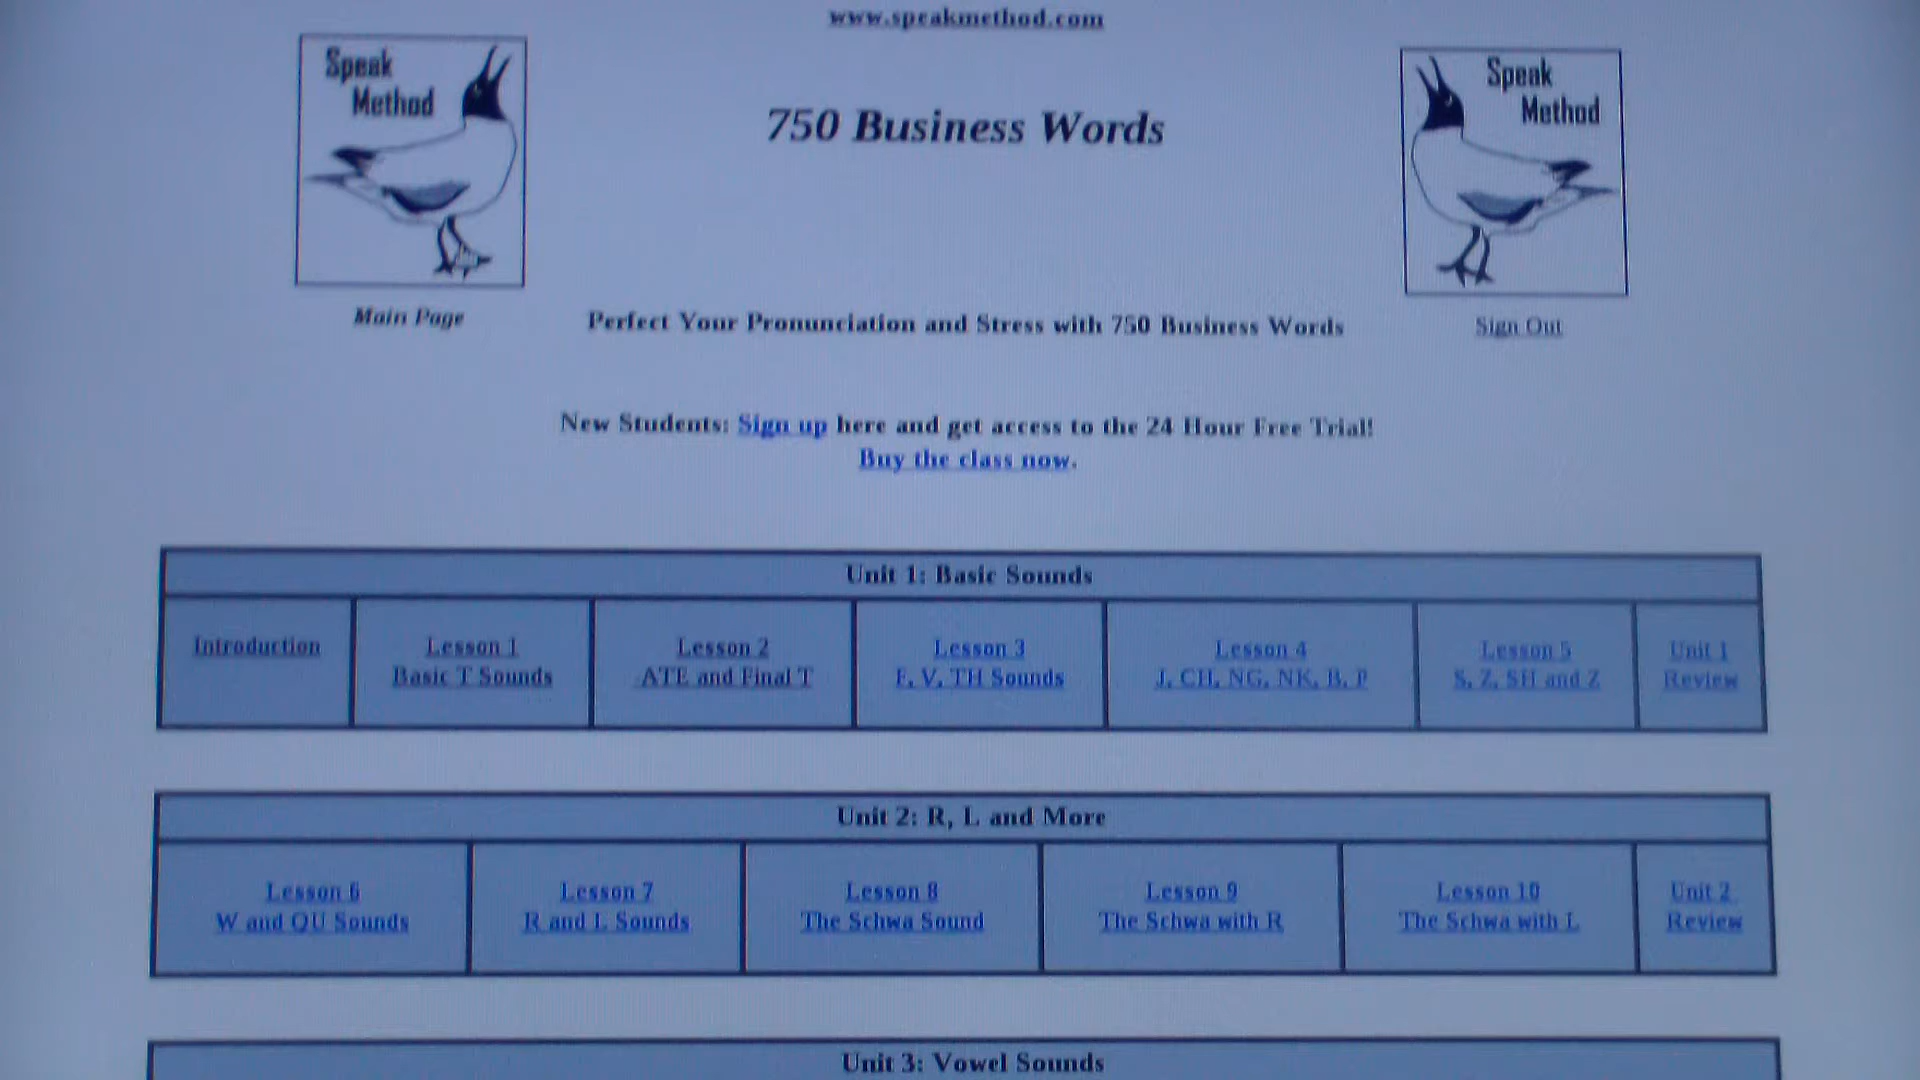 www.speakmethod.com
Speak
Method
750 Business Words
Speak
Method
Main Page
Perfect Your Pronunciation and Stress with 750 Business Words
Sign Out
New Students: Sign up here and get access to the 24 Hour Free Trial!
Buy the class now.
Unit 1: Basic Sounds
Introduction
Lesson 1
Basic T Sounds
Lesson 2
ATE and Final T
Lesson 3
F, V, TH Sounds
Lesson 4
J, CH, NG, NK, B, P
Lesson 5
S, Z, SH and Z
Unit 1
Review
Unit 2: R, L and More
Lesson 6
W and QU Sounds
Lesson 7
R and L Sounds
Lesson 8
The Schwa Sound
Lesson 9
The Schwa with R
Lesson 10
The Schwa with L
Unit 2
Review
Unit 3: Vowel Sounds